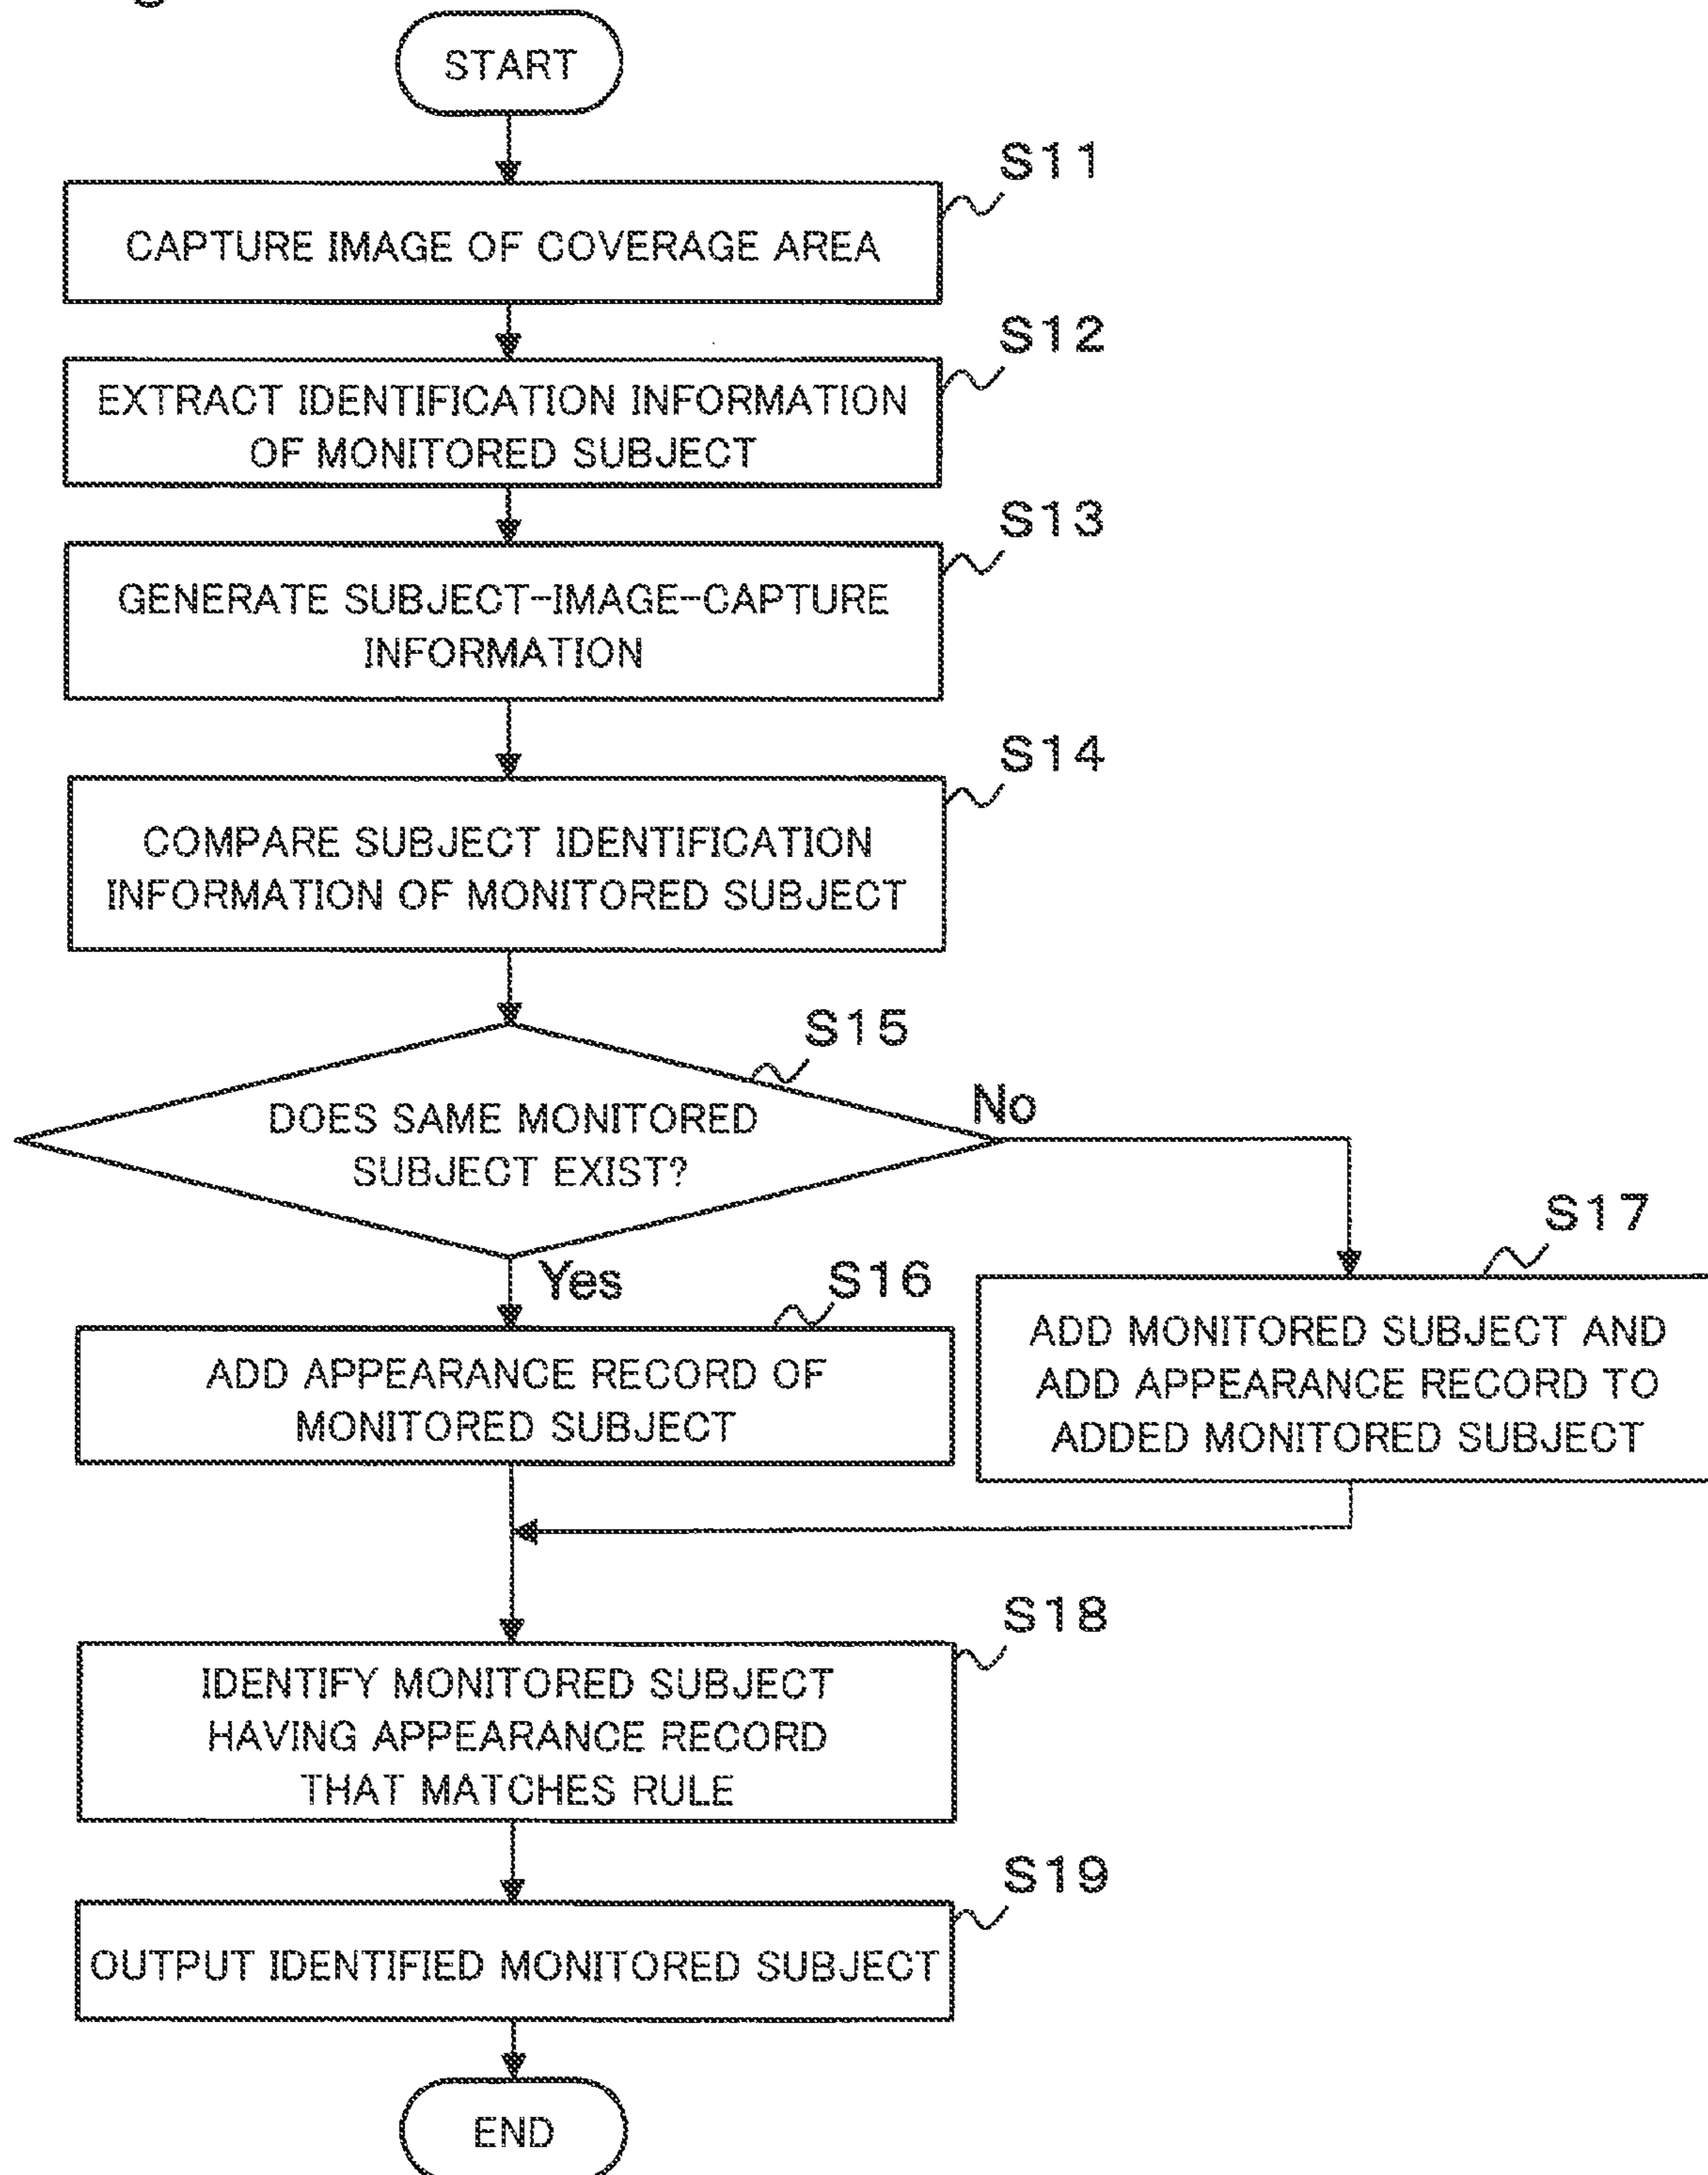 START
S11
CAPTURE IMAGE OF COVERAGE AREA
S12
EXTRACT IDENTIFICATION INFORMATION
OF MONITORED SUBJECT
S13
GENERATE SUBJECT-IMAGE-CAPTURE
INFORMATION
S14
COMPARE SUBJECT IDENTIFICATION
INFORMATION OF MONITORED SUBJECT
S15
DOES SAME MONITORED
SUBJECT EXIST?
No
Yes
S16
ADD APPEARANCE RECORD OF
MONITORED SUBJECT
S17
ADD MONITORED SUBJECT AND
ADD APPEARANCE RECORD TO
ADDED MONITORED SUBJECT
S18
IDENTIFY MONITORED SUBJECT
HAVING APPEARANCE RECORD
THAT MATCHES RULE
S19
OUTPUT IDENTIFIED MONITORED SUBJECT
END